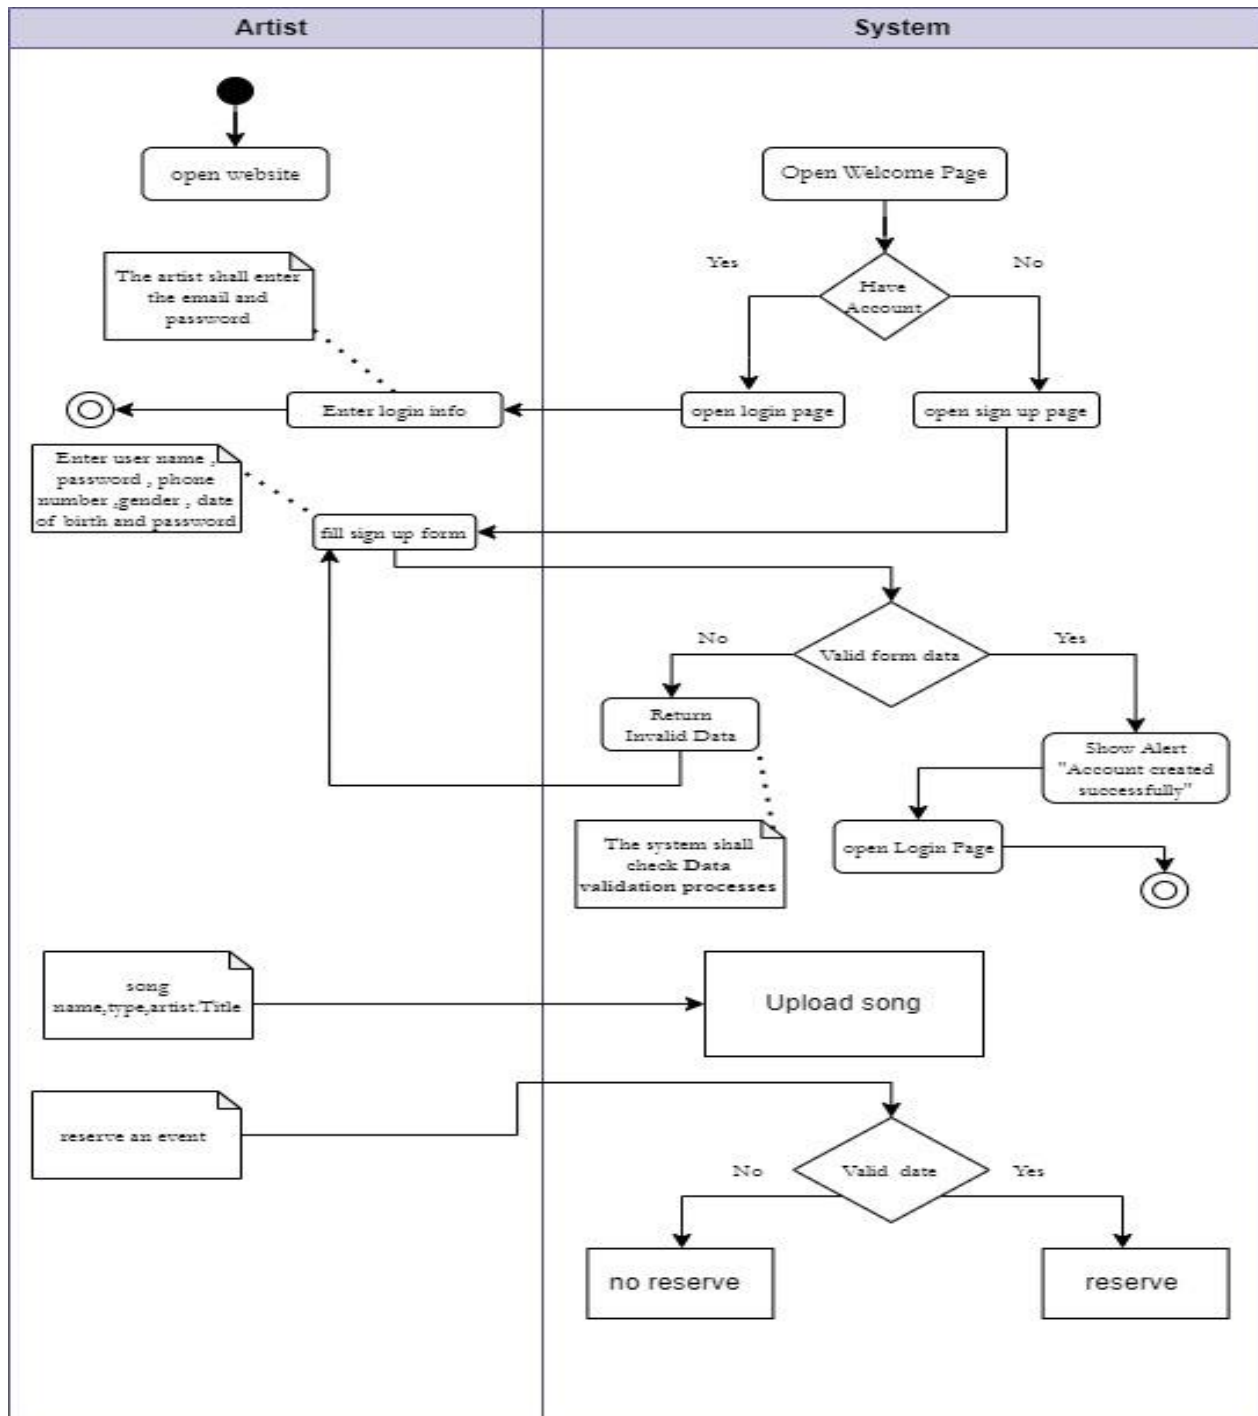 Artist
System
open website
Open Welcome Page
The artist shall enter
the email and
password
Yes
No
Have
Account
Enter login info
open login page
open sign up page
Enter user name ,
password , phone
number ,gender , date
of birth and password
fill sign up form
No
Yes
Valid form data
Return
Invalid Data
Show Alert
"Account created
successfully"
The system shall
check Data
validation processes
open Login Page
song
name,type,artist.Title
Upload song
reserve an event
No
Valid date
Yes
no reserve
reserve